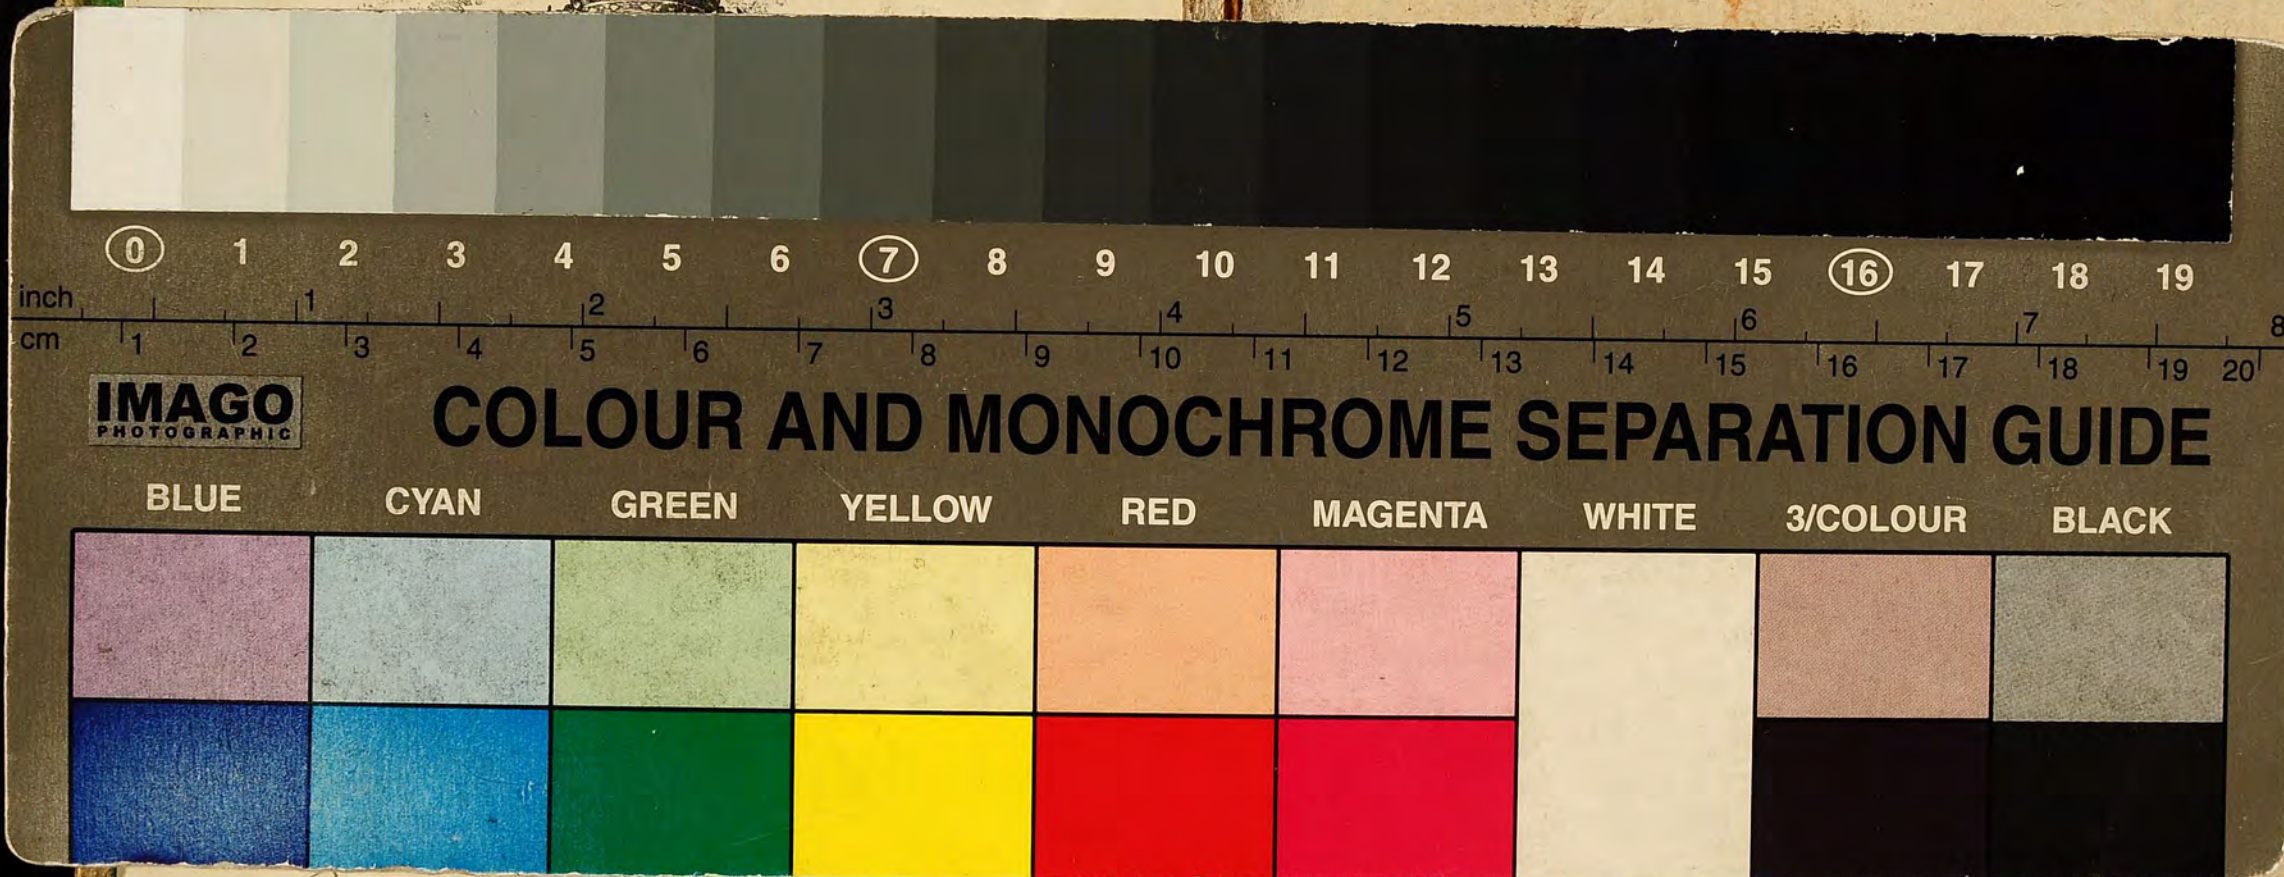 0 1 2 3 4 5 6 7 8 9 10 11 12 13 14 15 16 17 18 19
inch 1 2 3 4 5 6 7 8
cm 1 2 3 4 5 6 7 8 9 10 11 12 13 14 15 16 17 18 19 20
IMAGO
PHOTOGRAPHIC
COLOUR AND MONOCHROME SEPARATION GUIDE
BLUE CYAN GREEN YELLOW RED MAGENTA WHITE 3/COLOUR BLACK